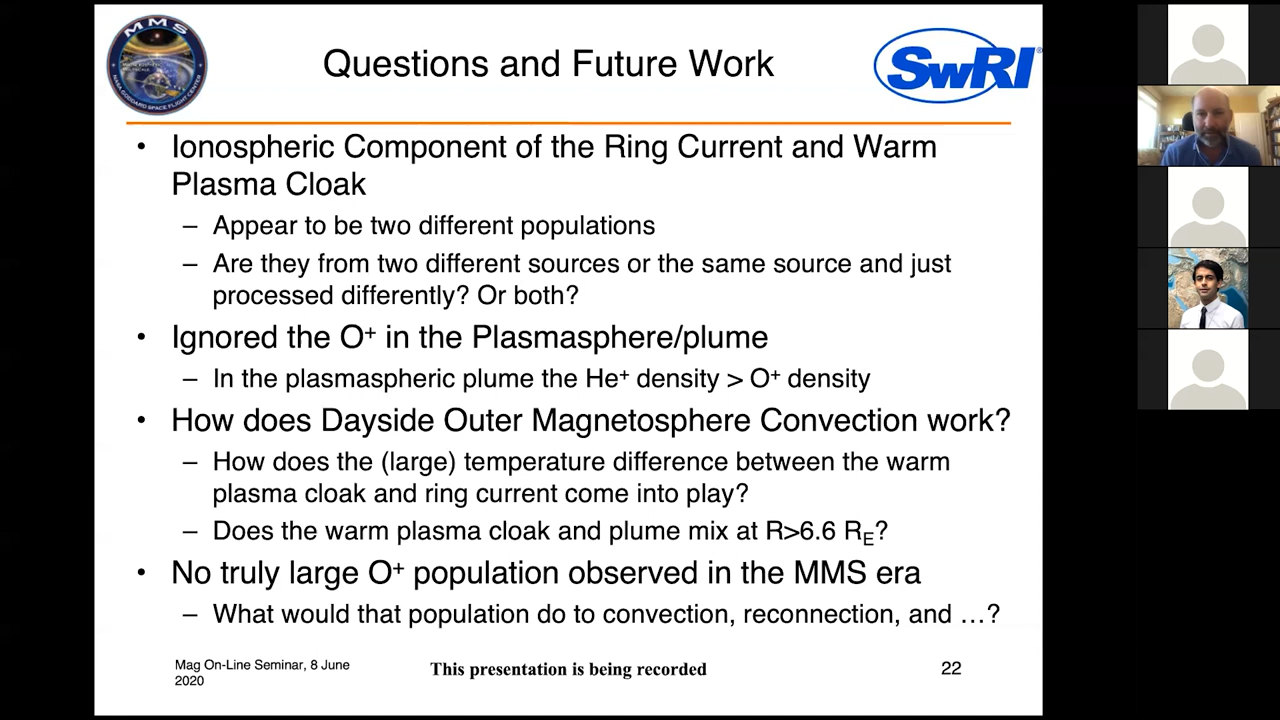 MMS
NASA GODDARD SPACE FLIGHT CENTER
Questions and Future Work
SwRI®
• Ionospheric Component of the Ring Current and Warm
Plasma Cloak
– Appear to be two different populations
– Are they from two different sources or the same source and just
processed differently? Or both?
• Ignored the O⁺ in the Plasmasphere/plume
– In the plasmaspheric plume the He⁺ density > O⁺ density
• How does Dayside Outer Magnetosphere Convection work?
– How does the (large) temperature difference between the warm
plasma cloak and ring current come into play?
– Does the warm plasma cloak and plume mix at R>6.6 R_E?
• No truly large O⁺ population observed in the MMS era
– What would that population do to convection, reconnection, and …?
Mag On-Line Seminar, 8 June
2020
This presentation is being recorded
22